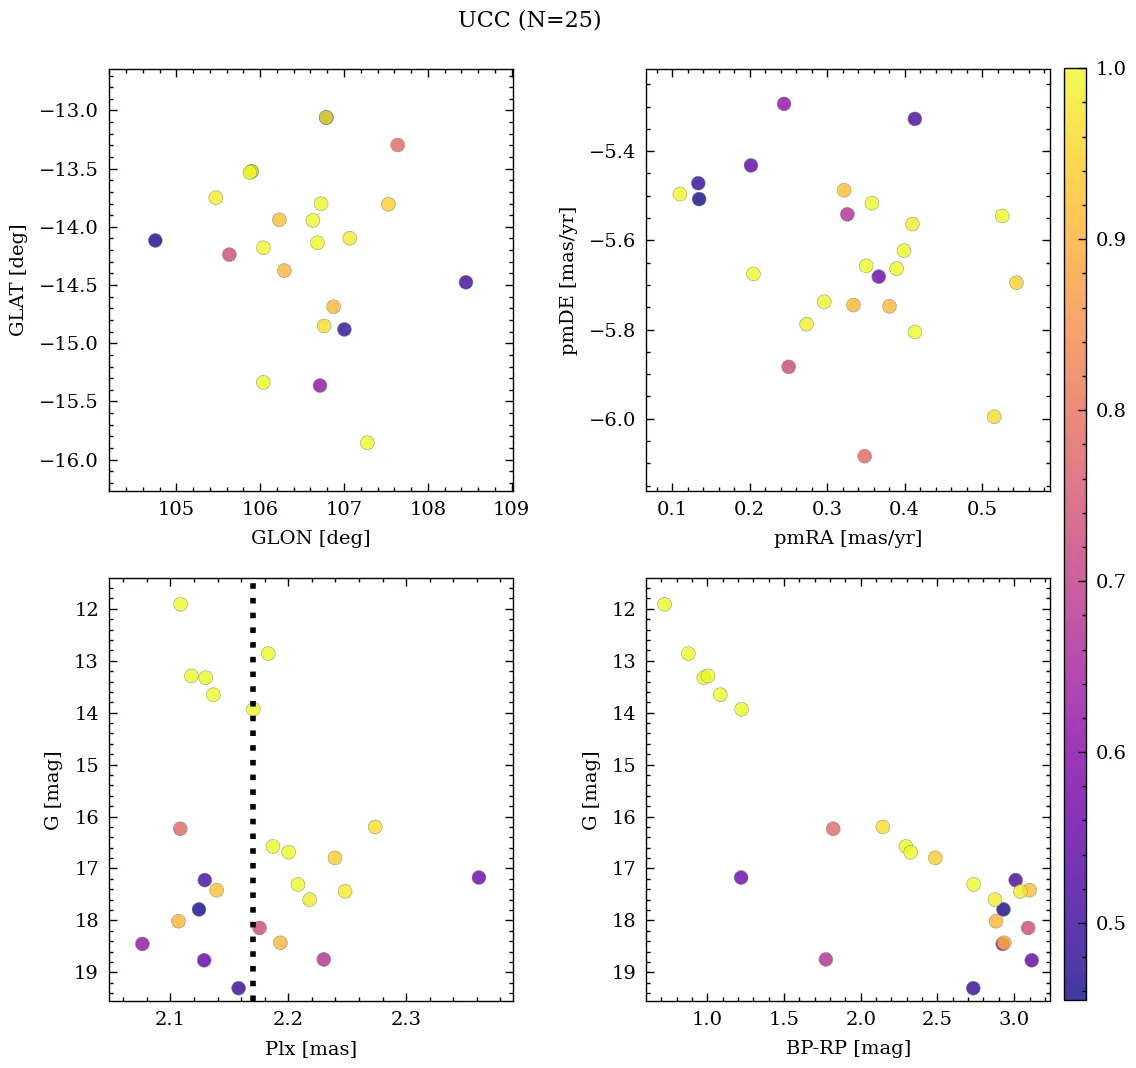 UCC (N=25)
−13.0
−13.5
−14.0
−14.5
−15.0
−15.5
−16.0
GLAT [deg]
105 106 107 108 109
GLON [deg]
−5.4
−5.6
−5.8
−6.0
pmDE [mas/yr]
0.1 0.2 0.3 0.4 0.5
pmRA [mas/yr]
12
13
14
15
16
17
18
19
G [mag]
2.1 2.2 2.3
Plx [mas]
12
13
14
15
16
17
18
19
G [mag]
1.0 1.5 2.0 2.5 3.0
BP-RP [mag]
1.0
0.9
0.8
0.7
0.6
0.5